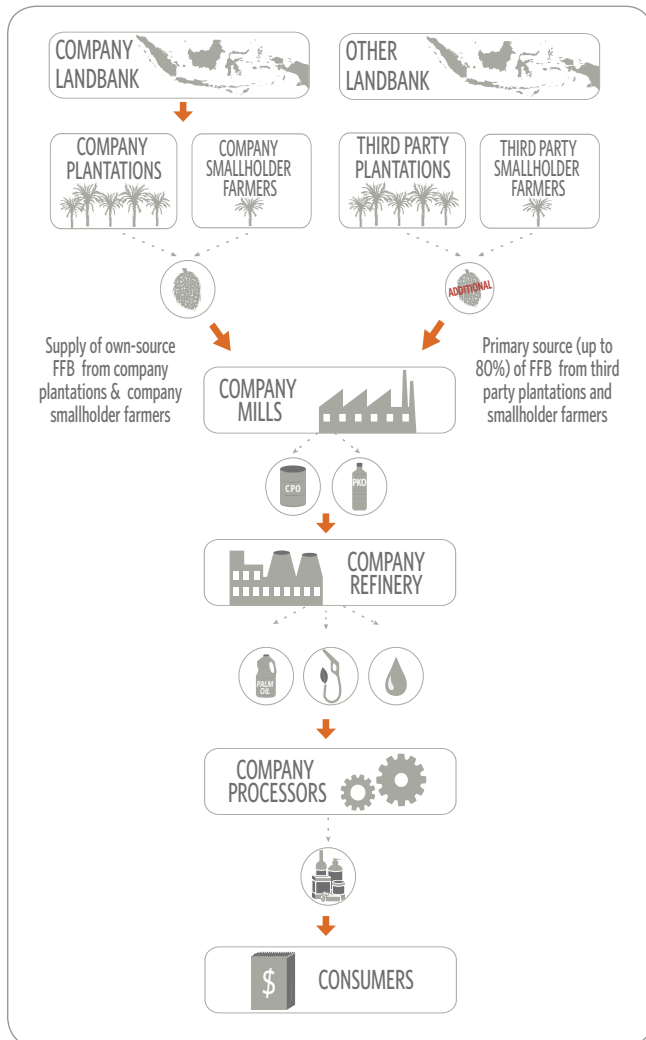 COMPANY
LANDBANK
OTHER
LANDBANK
COMPANY
PLANTATIONS
COMPANY
SMALLHOLDER
FARMERS
THIRD PARTY
PLANTATIONS
THIRD PARTY
SMALLHOLDER
FARMERS
ADDITIONAL
Supply of own-source
FFB from company
plantations & company
smallholder farmers
Primary source (up to
80%) of FFB from third
party plantations and
smallholder farmers
COMPANY
MILLS
CPO
PKO
COMPANY
REFINERY
PALM
OIL
COMPANY
PROCESSORS
$
CONSUMERS